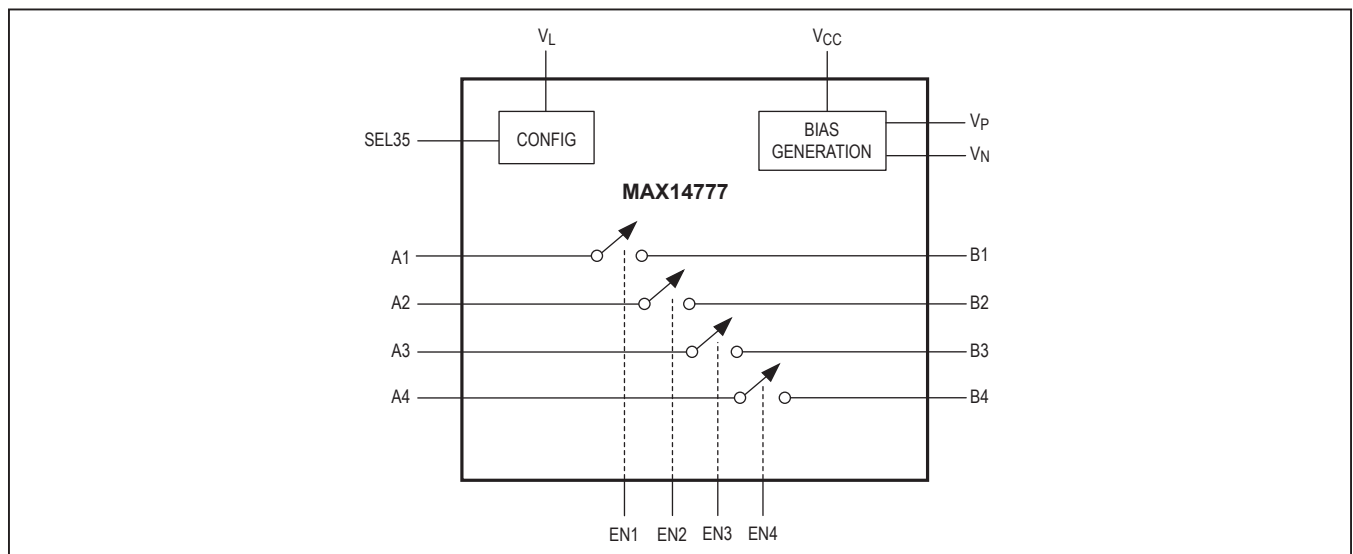 VL
VCC
SEL35
CONFIG
BIAS
GENERATION
VP
VN
MAX14777
A1
B1
A2
B2
A3
B3
A4
B4
EN1 EN2 EN3 EN4